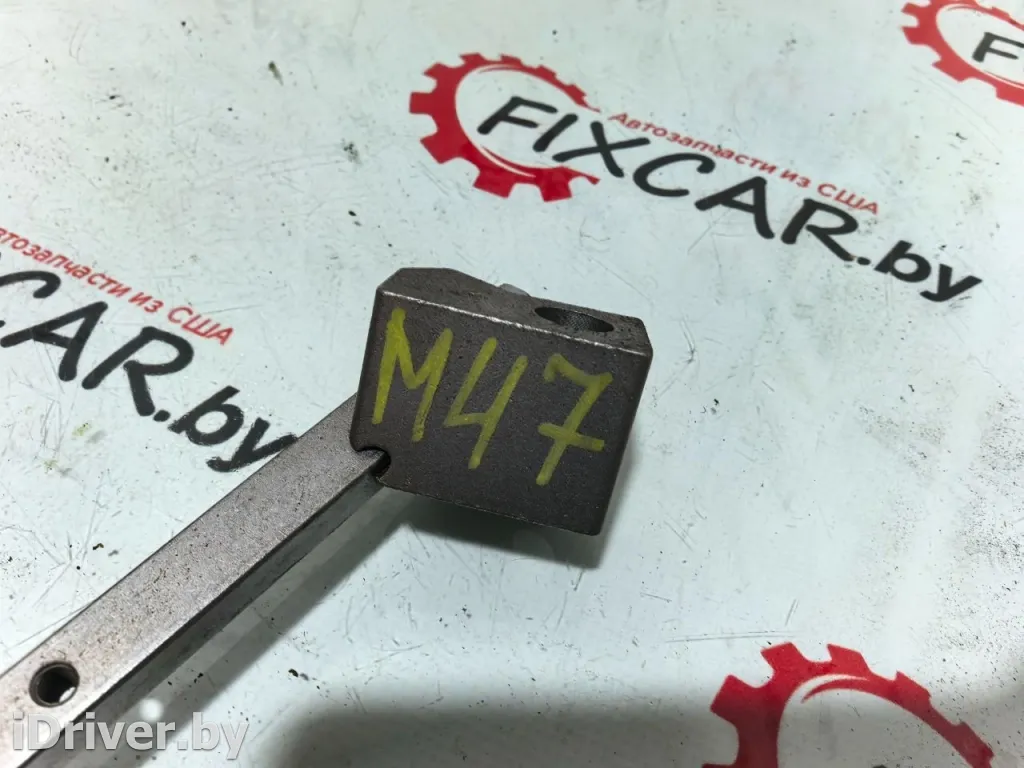 F
Автозапчасти из США
FIXCAR.by
Автозапчасти из США
CAR.by
M47
iDriver.by